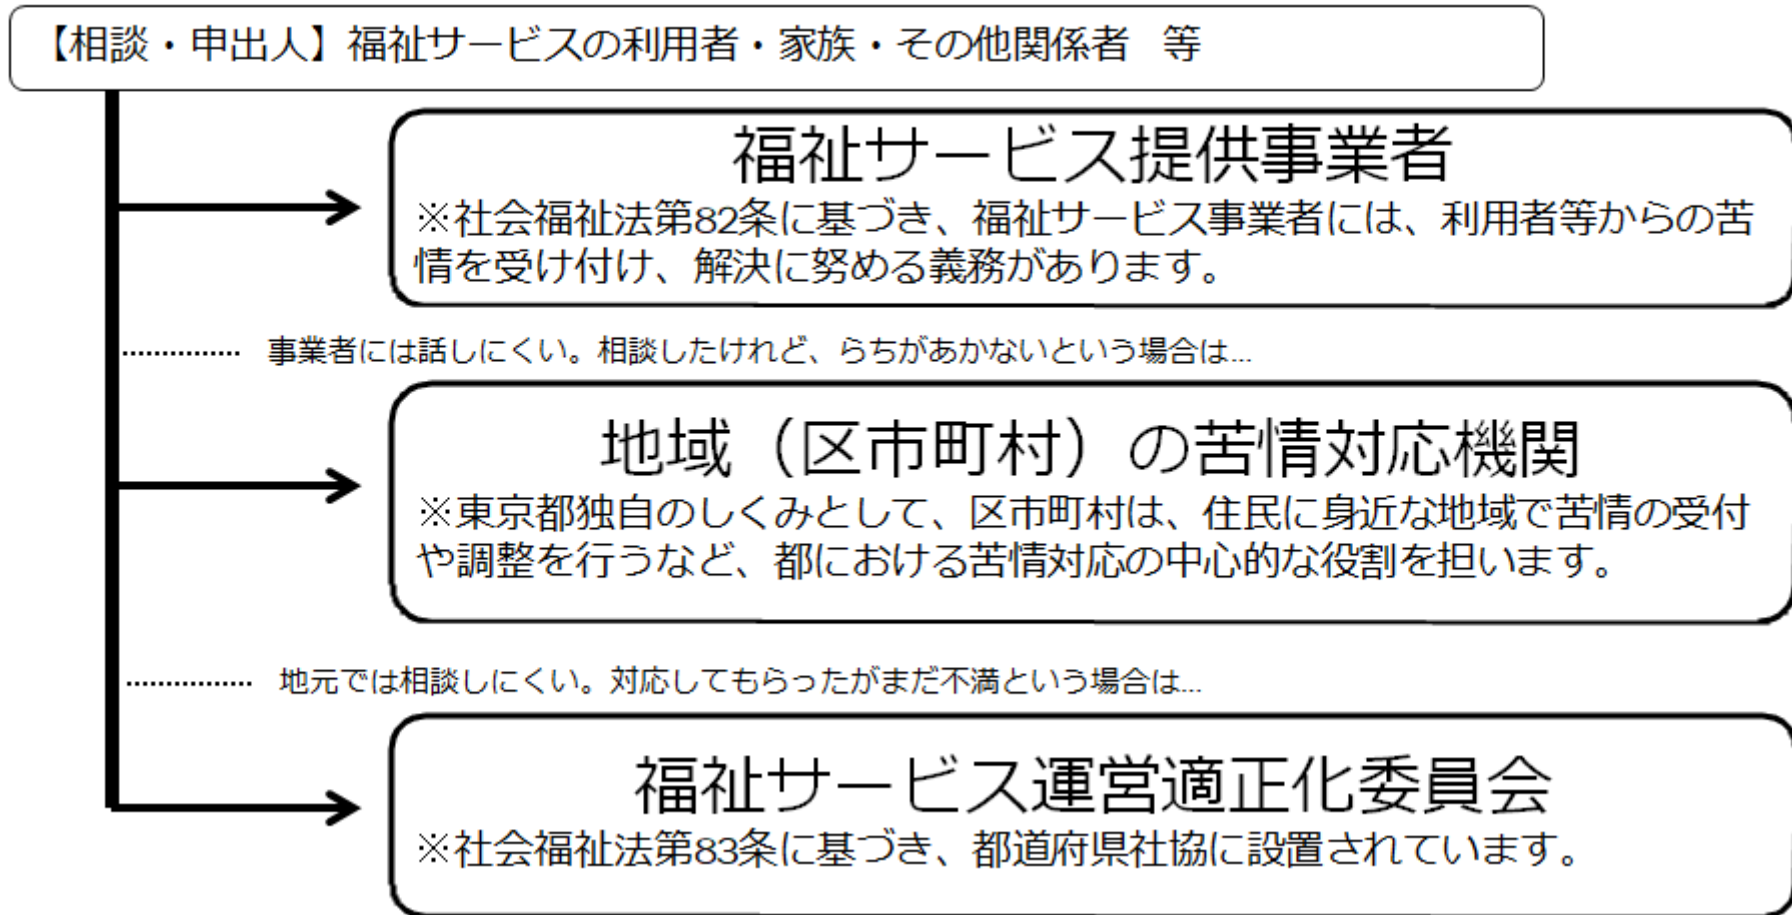 【相談・申出人】福祉サービスの利用者・家族・その他関係者　等
福祉サービス提供事業者
※社会福祉法第82条に基づき、福祉サービス事業者には、利用者等からの苦
情を受け付け、解決に努める義務があります。
事業者には話しにくい。相談したけれど、らちがあかないという場合は…
地域（区市町村）の苦情対応機関
※東京都独自のしくみとして、区市町村は、住民に身近な地域で苦情の受付
や調整を行うなど、都における苦情対応の中心的な役割を担います。
地元では相談しにくい。対応してもらったがまだ不満という場合は…
福祉サービス運営適正化委員会
※社会福祉法第83条に基づき、都道府県社協に設置されています。